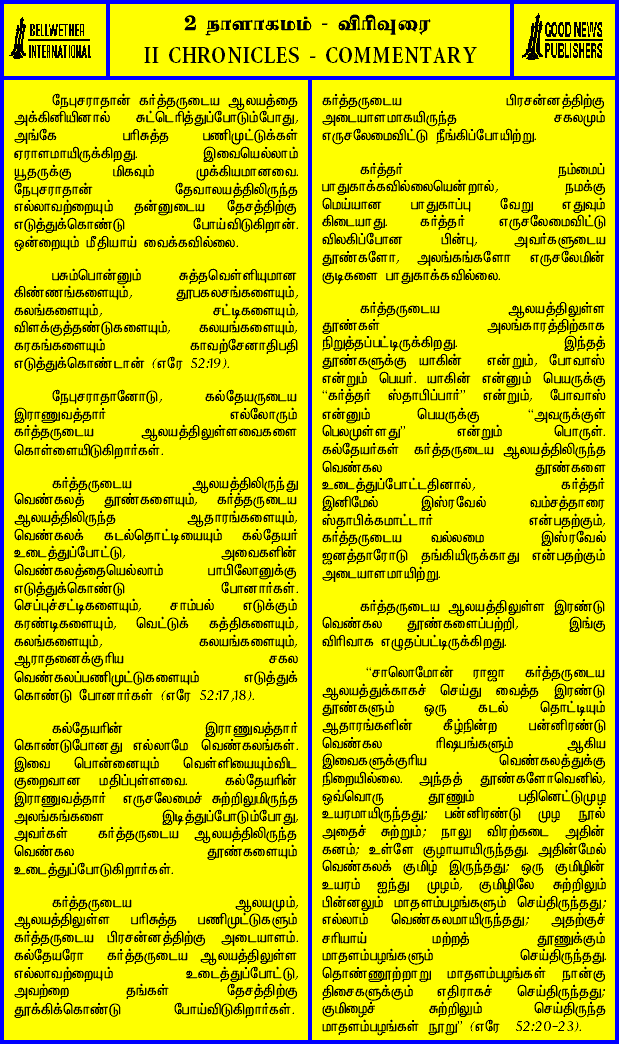 BELLWETHER
INTERNATIONAL
2 நாளாகமம் - விரிவுரை
II CHRONICLES - COMMENTARY
GOOD NEWS
PUBLISHERS
நேபுசராதான் கர்த்தருடைய ஆலயத்தை
அக்கினியினால் சுட்டெரித்துப்போடும்போது,
அங்கே பரிசுத்த பணிமுட்டுக்கள்
ஏராளமாயிருக்கிறது. இவையெல்லாம்
யூதருக்கு மிகவும் முக்கியமானவை.
நேபுசராதான் தேவாலயத்திலிருந்த
எல்லாவற்றையும் தன்னுடைய தேசத்திற்கு
எடுத்துக்கொண்டு போய்விடுகிறான்.
ஒன்றையும் மீதியாய் வைக்கவில்லை.
பசும்பொன்னும் சுத்தவெள்ளியுமான
கிண்ணங்களையும், தூபகலசங்களையும்,
கலங்களையும், சட்டிகளையும்,
விளக்குத்தண்டுகளையும், கலயங்களையும்,
கரகங்களையும் காவற்சேனாதிபதி
எடுத்துக்கொண்டான் (எரே 52:19).
நேபுசராதானோடு, கல்தேயருடைய
இராணுவத்தார் எல்லோரும்
கர்த்தருடைய ஆலயத்திலுள்ளவைகளை
கொள்ளையிடுகிறார்கள்.
கர்த்தருடைய ஆலயத்திலிருந்து
வெண்கலத் தூண்களையும், கர்த்தருடைய
ஆலயத்திலிருந்த ஆதாரங்களையும்,
வெண்கலக் கடல்தொட்டியையும் கல்தேயர்
உடைத்துப்போட்டு, அவைகளின்
வெண்கலத்தையெல்லாம் பாபிலோனுக்கு
எடுத்துக்கொண்டு போனார்கள்.
செப்புச்சட்டிகளையும், சாம்பல் எடுக்கும்
கரண்டிகளையும், வெட்டுக் கத்திகளையும்,
கலங்களையும், கலயங்களையும்,
ஆராதனைக்குரிய சகல
வெண்கலப்பணிமுட்டுகளையும் எடுத்துக்
கொண்டு போனார்கள் (எரே 52:17,18).
கல்தேயரின் இராணுவத்தார்
கொண்டுபோனது எல்லாமே வெண்கலங்கள்.
இவை பொன்னையும் வெள்ளியையும்விட
குறைவான மதிப்புள்ளவை. கல்தேயரின்
இராணுவத்தார் எருசலேமைச் சுற்றிலுமிருந்த
அலங்கங்களை இடித்துப்போடும்போது,
அவர்கள் கர்த்தருடைய ஆலயத்திலிருந்த
வெண்கல தூண்களையும்
உடைத்துப்போடுகிறார்கள்.
கர்த்தருடைய ஆலயமும்,
ஆலயத்திலுள்ள பரிசுத்த பணிமுட்டுகளும்
கர்த்தருடைய பிரசன்னத்திற்கு அடையாளம்.
கல்தேயரோ கர்த்தருடைய ஆலயத்திலுள்ள
எல்லாவற்றையும் உடைத்துப்போட்டு,
அவற்றை தங்கள் தேசத்திற்கு
தூக்கிக்கொண்டு போய்விடுகிறார்கள்.
கர்த்தருடைய பிரசன்னத்திற்கு
அடையாளமாகயிருந்த சகலமும்
எருசலேமைவிட்டு நீங்கிப்போயிற்று.
கர்த்தர் நம்மைப்
பாதுகாக்கவில்லையென்றால், நமக்கு
மெய்யான பாதுகாப்பு வேறு எதுவும்
கிடையாது. கர்த்தர் எருசலேமைவிட்டு
விலகிப்போன பின்பு, அவர்களுடைய
தூண்களோ, அலங்கங்களோ எருசலேமின்
குடிகளை பாதுகாக்கவில்லை.
கர்த்தருடைய ஆலயத்திலுள்ள
தூண்கள் அலங்காரத்திற்காக
நிறுத்தப்பட்டிருக்கிறது. இந்தத்
தூண்களுக்கு யாகின் என்றும், போவாஸ்
என்றும் பெயர். யாகின் என்னும் பெயருக்கு
“கர்த்தர் ஸ்தாபிப்பார்” என்றும், போவாஸ்
என்னும் பெயருக்கு “அவருக்குள்
பெலமுள்ளது” என்றும் பொருள்.
கல்தேயர்கள் கர்த்தருடைய ஆலயத்திலிருந்த
வெண்கல தூண்களை
உடைத்துப்போட்டதினால், கர்த்தர்
இனிமேல் இஸ்ரவேல் வம்சத்தாரை
ஸ்தாபிக்கமாட்டார் என்பதற்கும்,
கர்த்தருடைய வல்லமை இஸ்ரவேல்
ஜனத்தாரோடு தங்கியிருக்காது என்பதற்கும்
அடையாளமாயிற்று.
கர்த்தருடைய ஆலயத்திலுள்ள இரண்டு
வெண்கல தூண்களைப்பற்றி, இங்கு
விரிவாக எழுதப்பட்டிருக்கிறது.
“சாலொமோன் ராஜா கர்த்தருடைய
ஆலயத்துக்காகச் செய்து வைத்த இரண்டு
தூண்களும் ஒரு கடல் தொட்டியும்
ஆதாரங்களின் கீழ்நின்ற பன்னிரண்டு
வெண்கல ரிஷபங்களும் ஆகிய
இவைகளுக்குரிய வெண்கலத்துக்கு
நிறையில்லை. அந்தத் தூண்களோவெனில்,
ஒவ்வொரு தூணும் பதினெட்டுமுழ
உயரமாயிருந்தது; பன்னிரண்டு முழ நூல்
அதைச் சுற்றும்; நாலு விரற்கடை அதின்
கனம்; உள்ளே குழாயாயிருந்தது. அதின்மேல்
வெண்கலக் குமிழ் இருந்தது; ஒரு குமிழின்
உயரம் ஐந்து முழம், குமிழிலே சுற்றிலும்
பின்னலும் மாதளம்பழங்களும் செய்திருந்தது;
எல்லாம் வெண்கலமாயிருந்தது; அதற்குச்
சரியாய் மற்றத் தூணுக்கும்
மாதளம்பழங்களும் செய்திருந்தது.
தொண்ணூற்றாறு மாதளம்பழங்கள் நான்கு
திசைகளுக்கும் எதிராகச் செய்திருந்தது;
குமிழைச் சுற்றிலும் செய்திருந்த
மாதளம்பழங்கள் நூறு” (எரே 52:20-23).